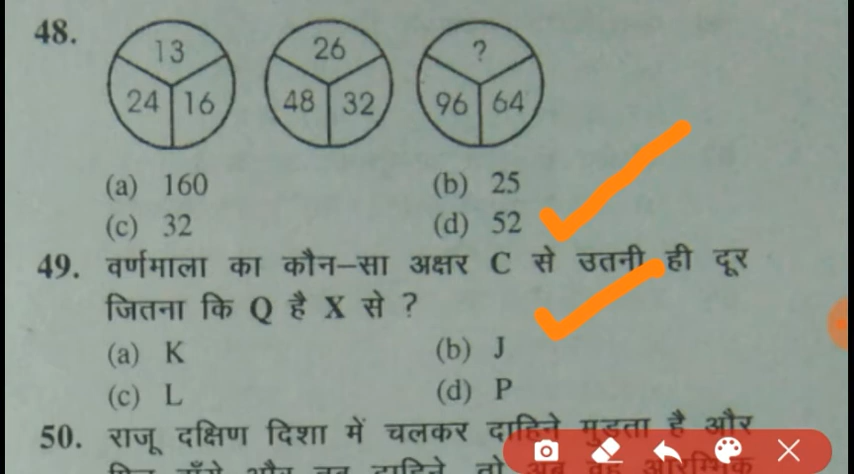 48.
13
24 16
26
48 32
?
96 64
(a) 160 (b) 25
(c) 32 (d) 52
49. वर्णमाला का कौन-सा अक्षर C से उतनी ही दूर
जितना कि Q है X से ?
(a) K (b) J
(c) L (d) P
50. राजू दक्षिण दिशा में चलकर दाहिने मुड़ता है और